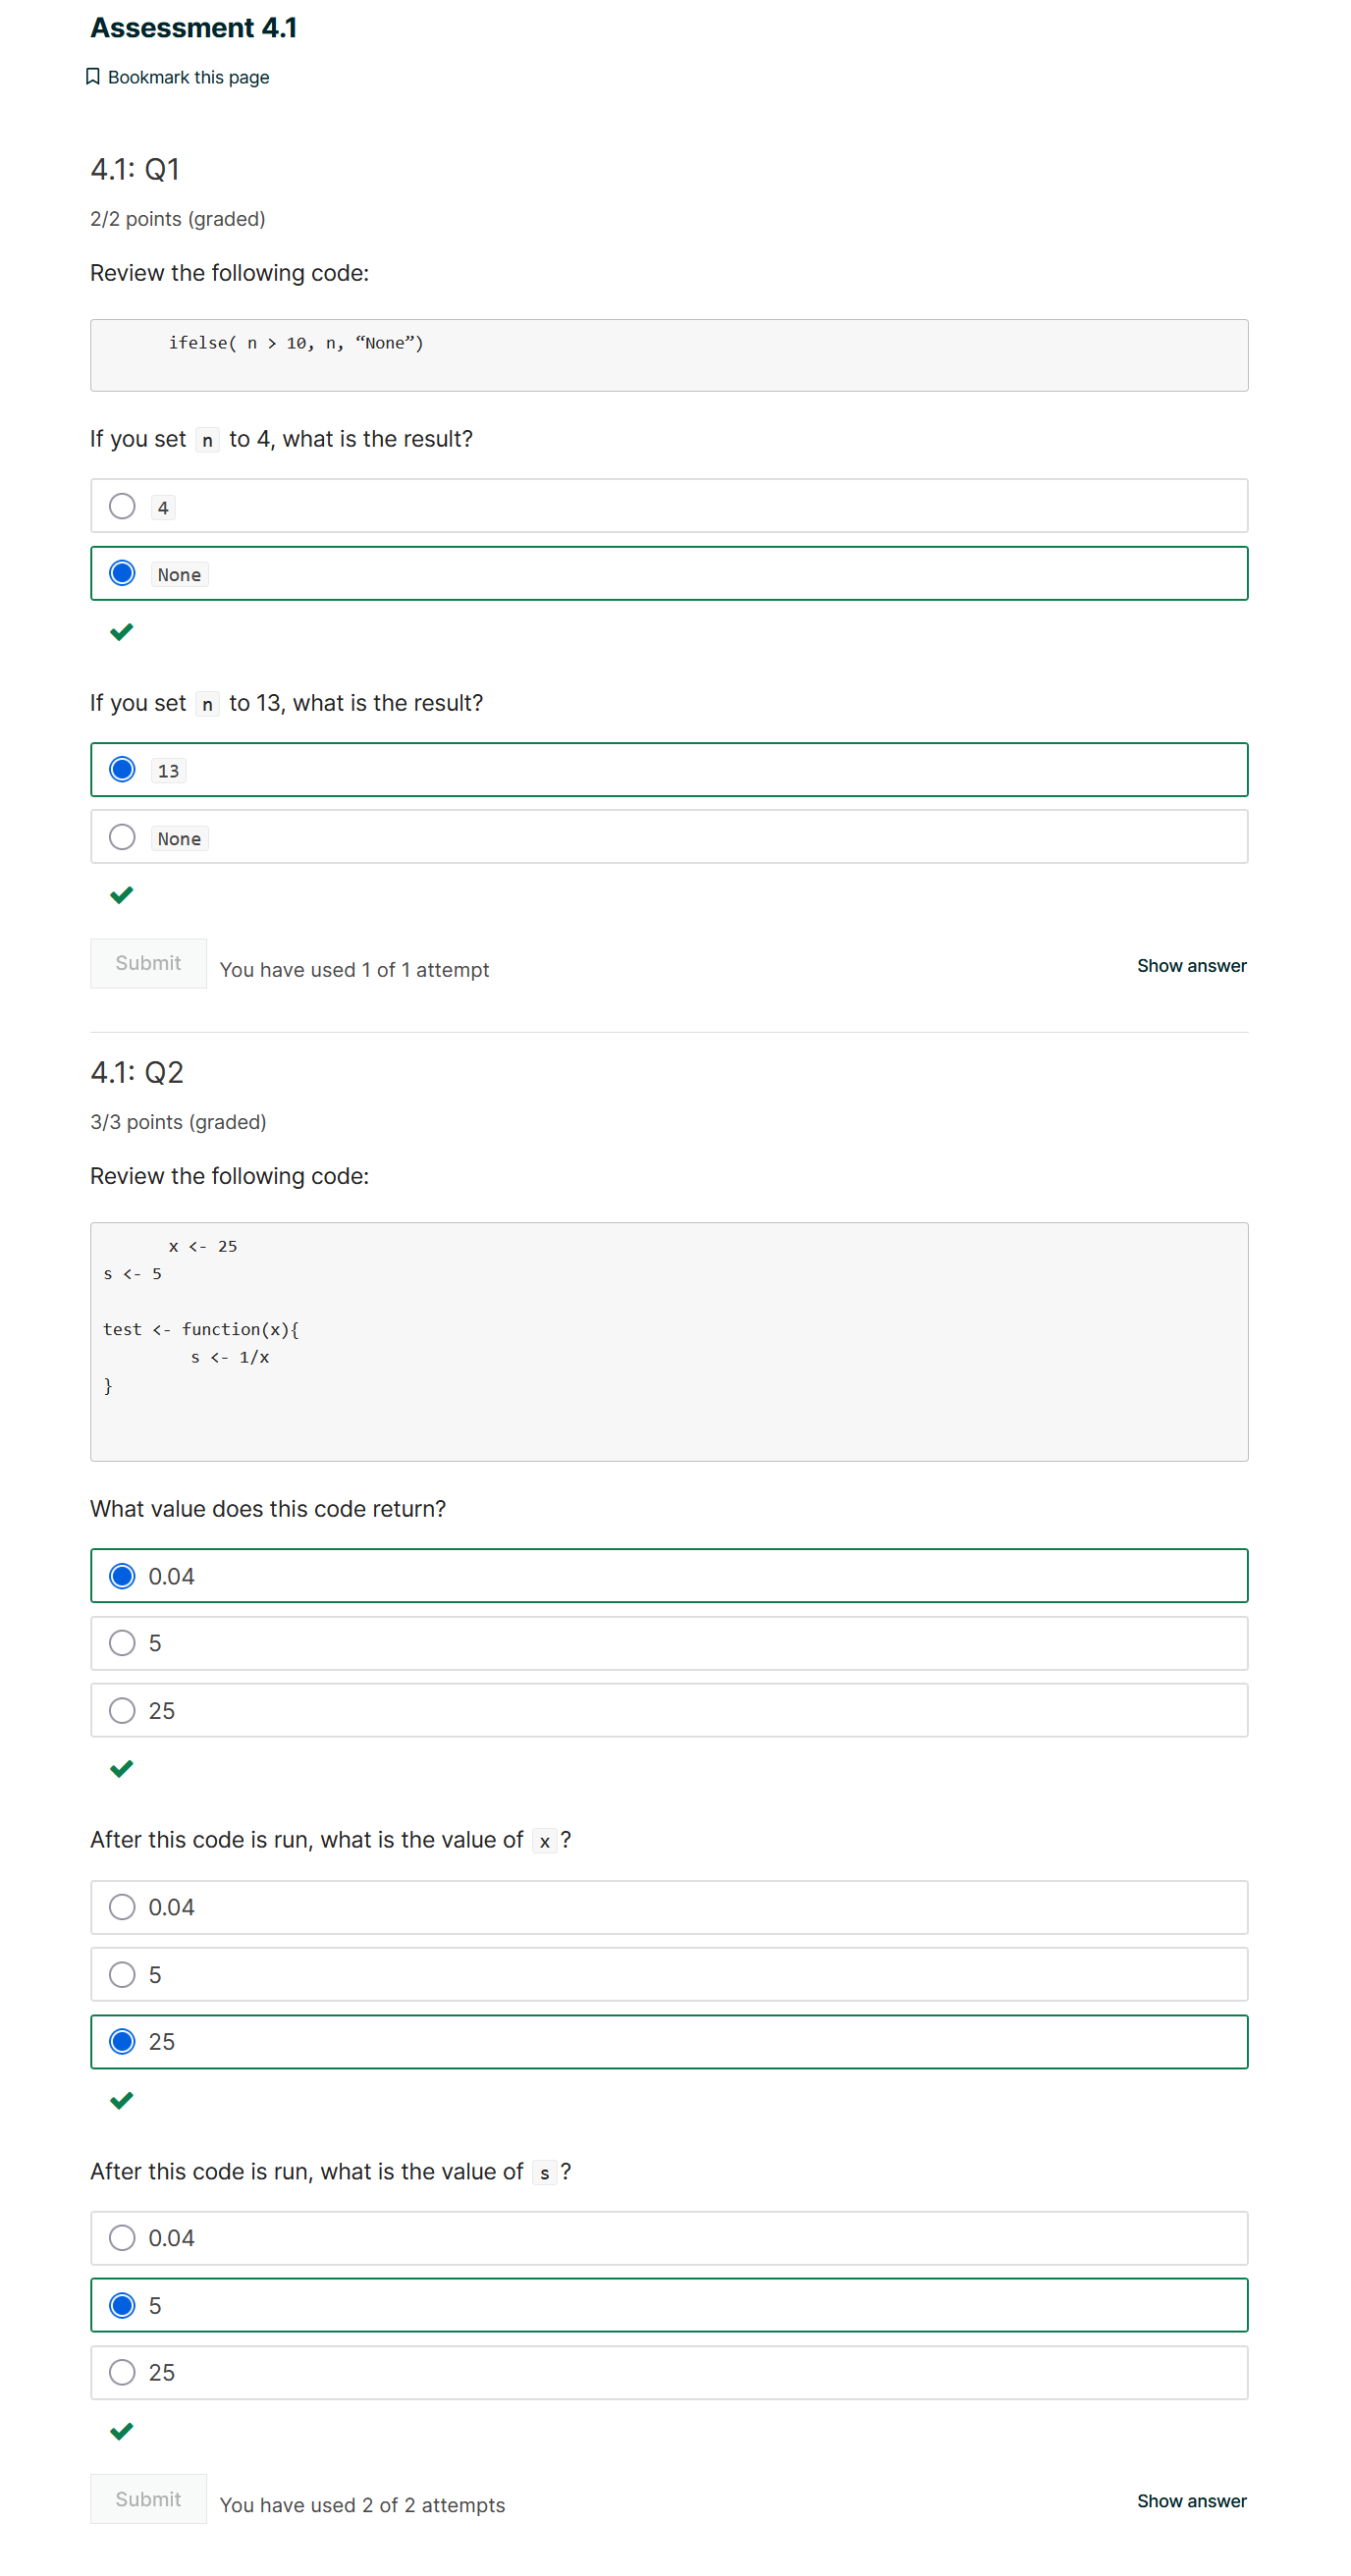 Assessment 4.1
Bookmark this page
4.1: Q1
2/2 points (graded)
Review the following code:
ifelse( n > 10, n, “None”)
If you set n to 4, what is the result?
4
None
If you set n to 13, what is the result?
13
None
Submit You have used 1 of 1 attempt Show answer
4.1: Q2
3/3 points (graded)
Review the following code:
x <- 25
s <- 5
test <- function(x){
s <- 1/x
}
What value does this code return?
0.04
5
25
After this code is run, what is the value of x?
0.04
5
25
After this code is run, what is the value of s?
0.04
5
25
Submit You have used 2 of 2 attempts Show answer